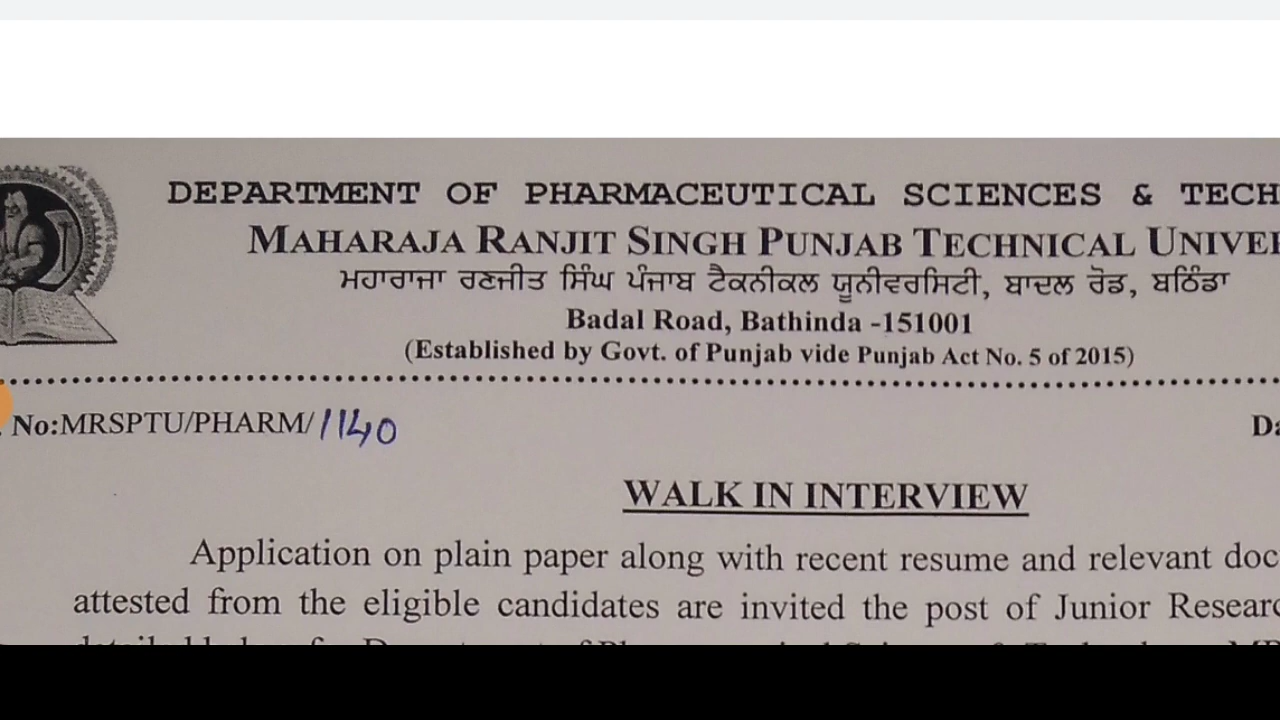 DEPARTMENT OF PHARMACEUTICAL SCIENCES & TECH
MAHARAJA RANJIT SINGH PUNJAB TECHNICAL UNIVE
ਮਹਾਰਾਜਾ ਰਣਜੀਤ ਸਿੰਘ ਪੰਜਾਬ ਟੈਕਨੀਕਲ ਯੂਨੀਵਰਸਿਟੀ, ਬਾਦਲ ਰੋਡ, ਬਠਿੰਡਾ
Badal Road, Bathinda -151001
(Established by Govt. of Punjab vide Punjab Act No. 5 of 2015)
No:MRSPTU/PHARM/1140 Da
WALK IN INTERVIEW
Application on plain paper along with recent resume and relevant doc
attested from the eligible candidates are invited the post of Junior Researc